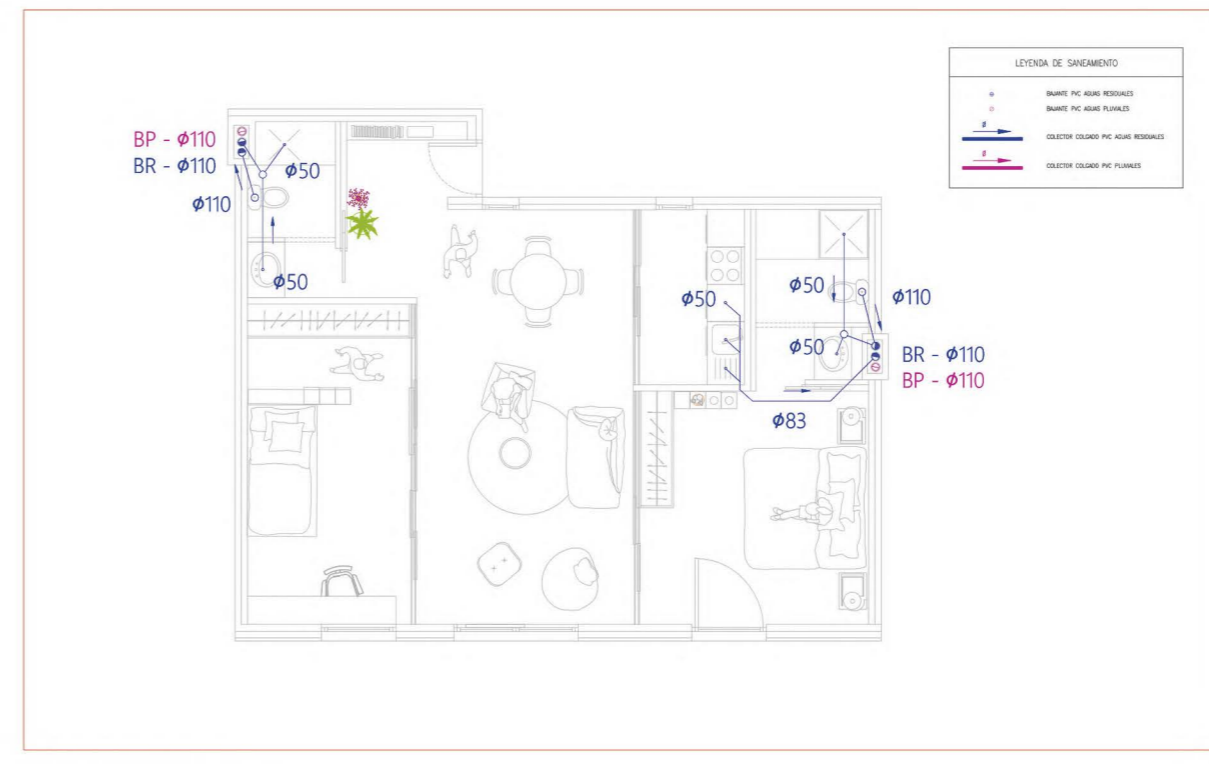 LEYENDA DE SANEAMIENTO
BAJANTE PVC AGUAS RESIDUALES
BAJANTE PVC AGUAS PLUVIALES
Ø
COLECTOR COLGADO PVC AGUAS RESIDUALES
Ø
COLECTOR COLGADO PVC PLUVIALES
BP - Ø110
BR - Ø110
Ø50
Ø110
Ø50
Ø50
Ø50
Ø110
Ø50
BR - Ø110
BP - Ø110
Ø83